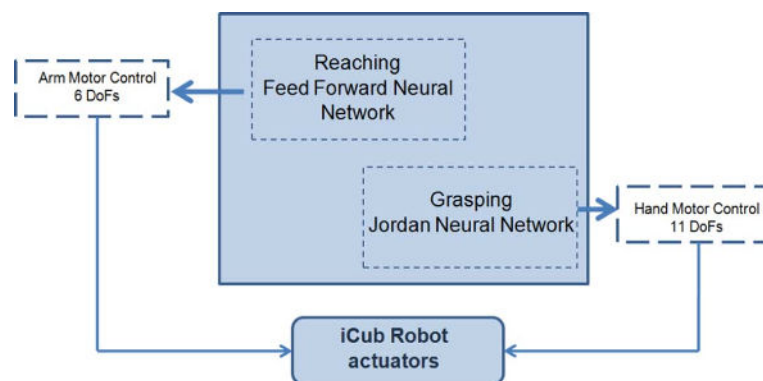 Reaching
Feed Forward Neural
Network
Arm Motor Control
6 DoFs
Grasping
Jordan Neural Network
Hand Motor Control
11 DoFs
iCub Robot
actuators